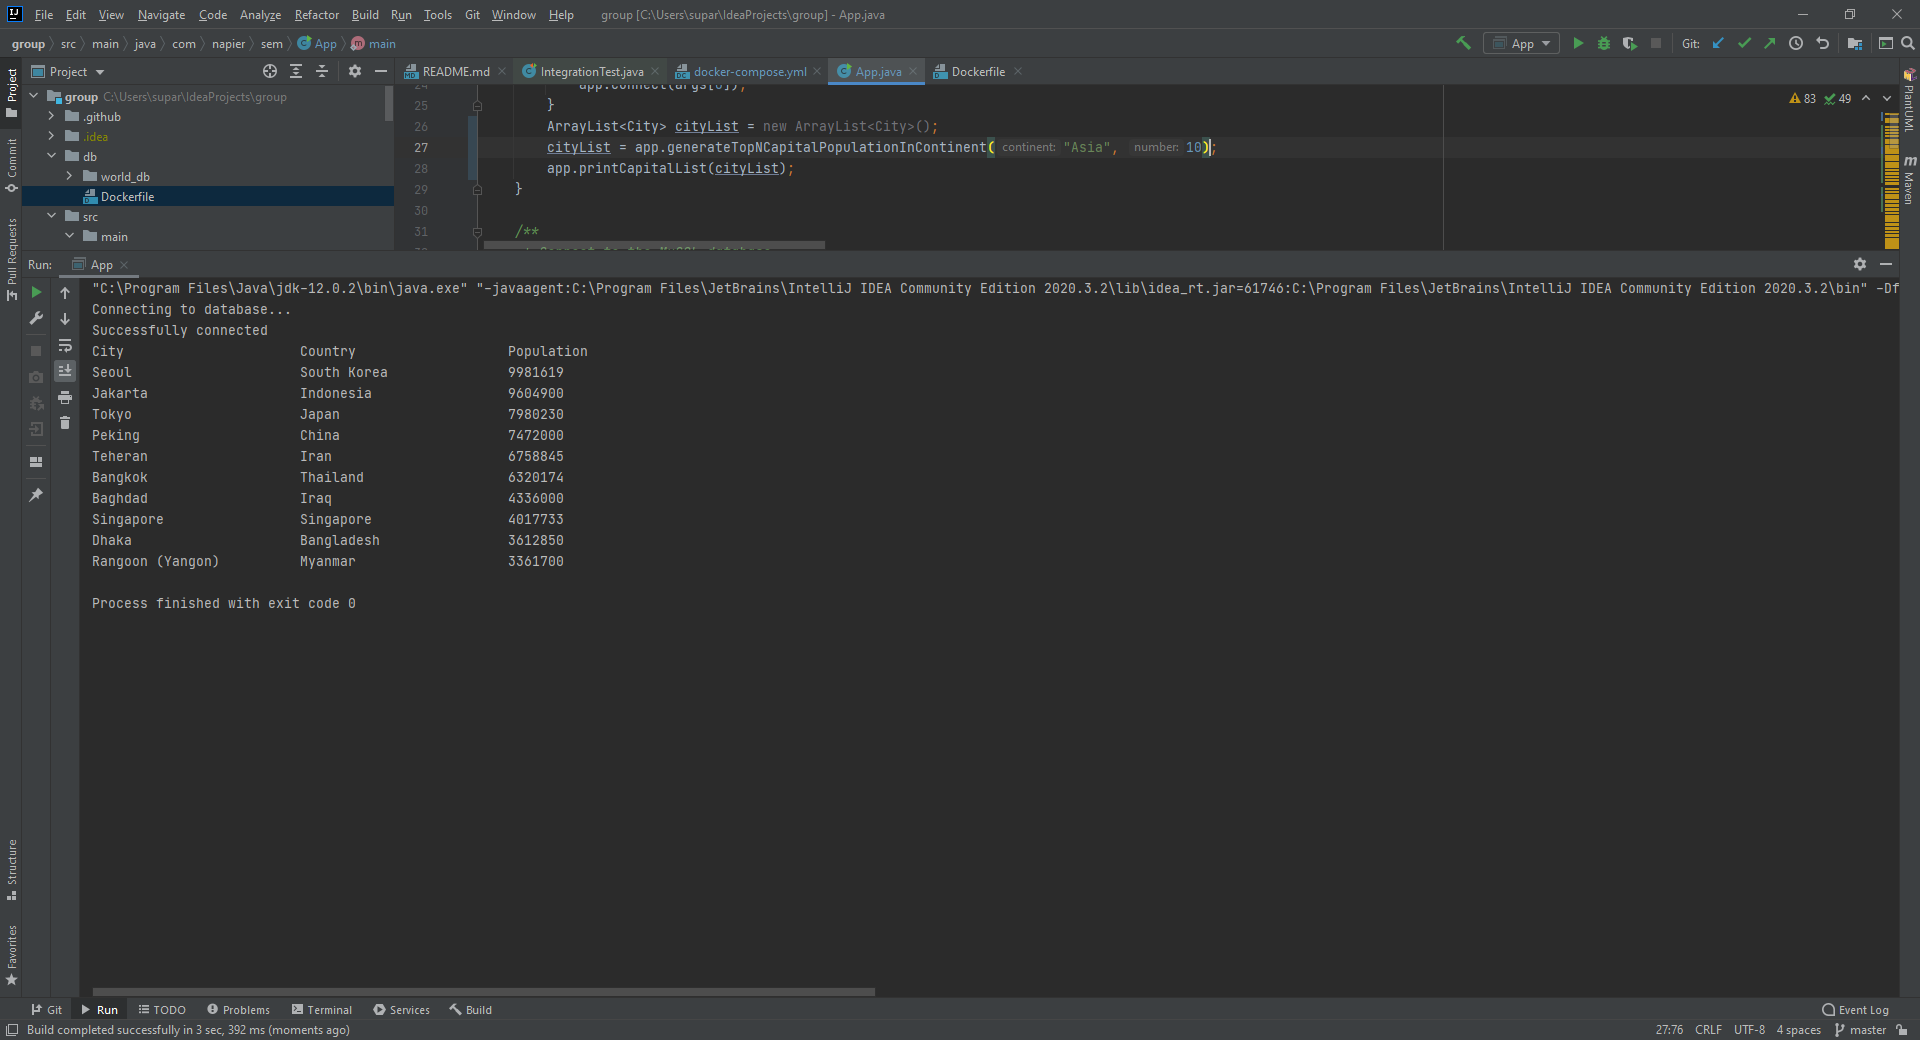 File Edit View Navigate Code Analyze Refactor Build Run Tools Git Window Help group [C:\Users\supar\IdeaProjects\group] - App.java
group src main java com napier sem App main
App Git:
Project
README.md IntegrationTest.java docker-compose.yml App.java Dockerfile
group C:\Users\supar\IdeaProjects\group
.github
.idea
db
world_db
Dockerfile
src
main
24 app.connect(args[0]);
25 }
26 ArrayList<City> cityList = new ArrayList<City>();
27 cityList = app.generateTopNCapitalPopulationInContinent( continent: "Asia", number: 10);
28 app.printCapitalList(cityList);
29 }
30
31 /**
83 49
Project
Commit
Pull Requests
Structure
Favorites
PlantUML
Maven
Run: App
"C:\Program Files\Java\jdk-12.0.2\bin\java.exe" "-javaagent:C:\Program Files\JetBrains\IntelliJ IDEA Community Edition 2020.3.2\lib\idea_rt.jar=61746:C:\Program Files\JetBrains\IntelliJ IDEA Community Edition 2020.3.2\bin" -Df
Connecting to database...
Successfully connected
City Country Population
Seoul South Korea 9981619
Jakarta Indonesia 9604900
Tokyo Japan 7980230
Peking China 7472000
Teheran Iran 6758845
Bangkok Thailand 6320174
Baghdad Iraq 4336000
Singapore Singapore 4017733
Dhaka Bangladesh 3612850
Rangoon (Yangon) Myanmar 3361700
Process finished with exit code 0
Git Run TODO Problems Terminal Services Build Event Log
Build completed successfully in 3 sec, 392 ms (moments ago) 27:76 CRLF UTF-8 4 spaces master